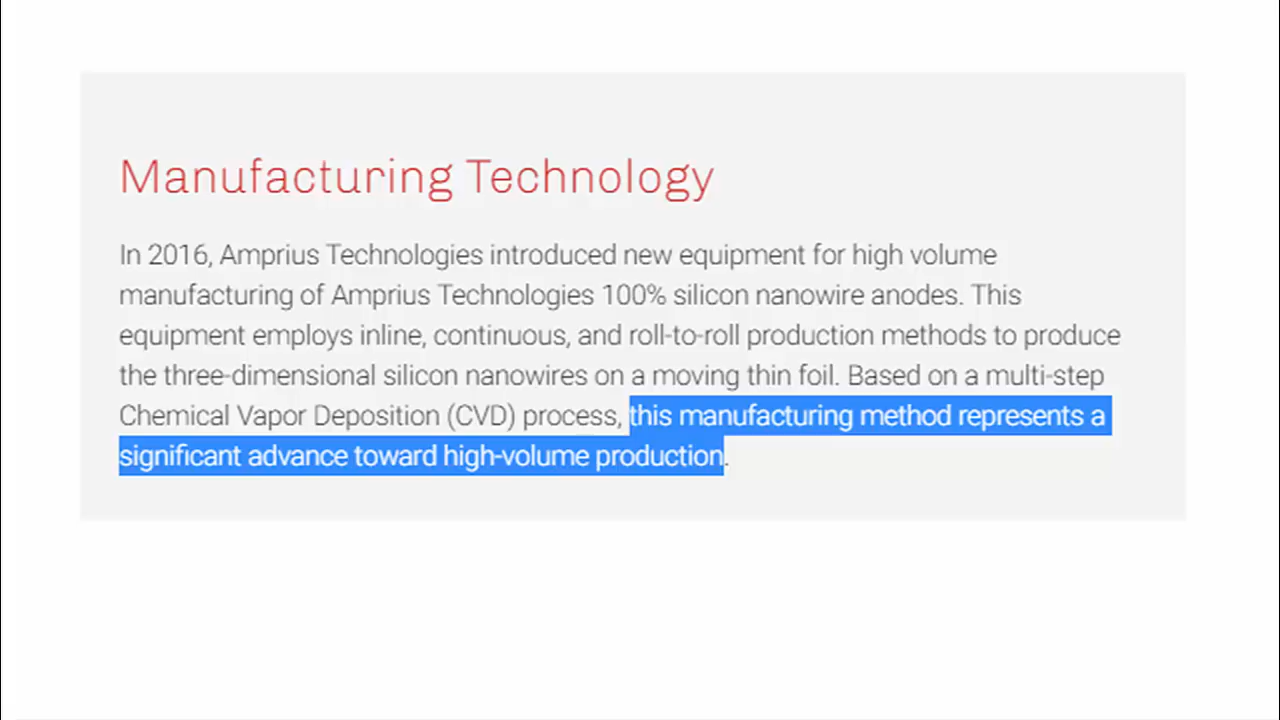 Manufacturing Technology
In 2016, Amprius Technologies introduced new equipment for high volume
manufacturing of Amprius Technologies 100% silicon nanowire anodes. This
equipment employs inline, continuous, and roll-to-roll production methods to produce
the three-dimensional silicon nanowires on a moving thin foil. Based on a multi-step
Chemical Vapor Deposition (CVD) process, this manufacturing method represents a
significant advance toward high-volume production.